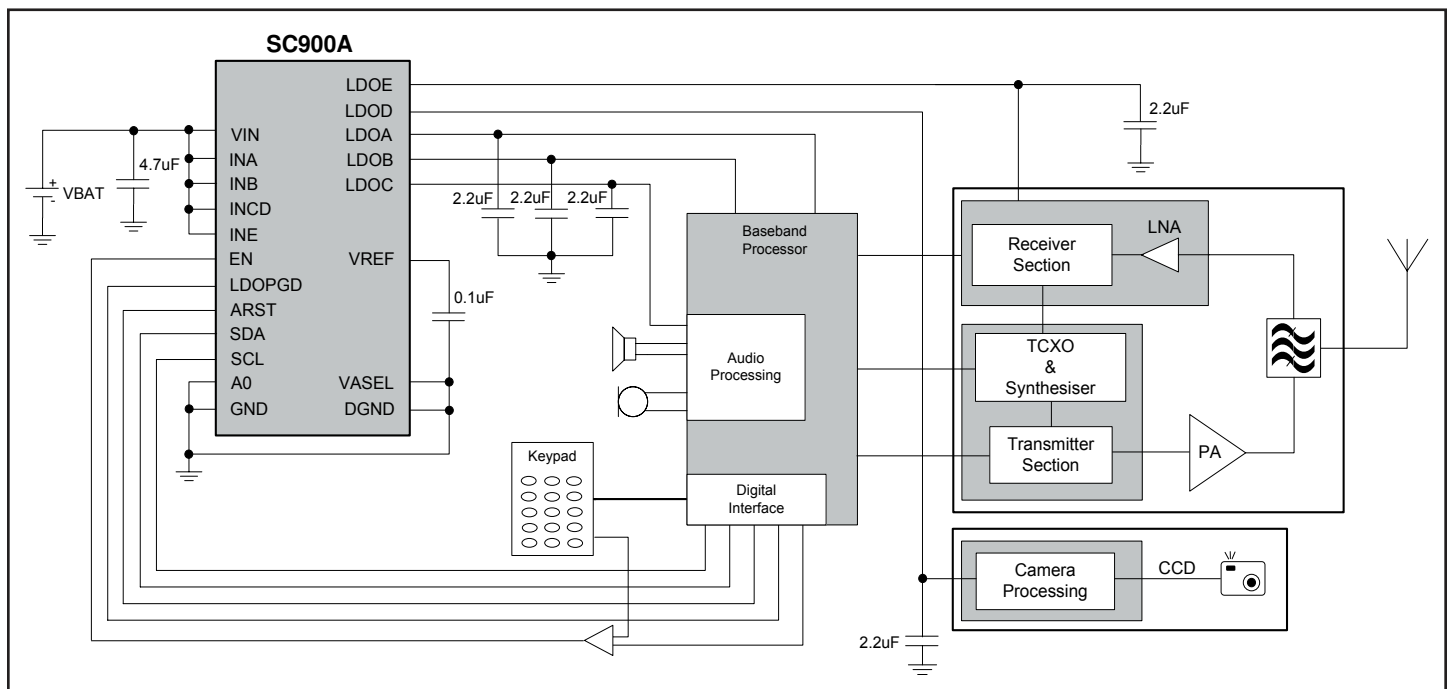 SC900A
VIN
INA
INB
INCD
INE
EN
LDOPGD
ARST
SDA
SCL
A0
GND
LDOE
LDOD
LDOA
LDOB
LDOC
VREF
VASEL
DGND
+
-
VBAT
4.7uF
2.2uF
2.2uF
2.2uF
2.2uF
0.1uF
Baseband
Processor
Audio
Processing
Digital
Interface
Keypad
LNA
Receiver
Section
TCXO
&
Synthesiser
Transmitter
Section
PA
Camera
Processing
CCD
2.2uF